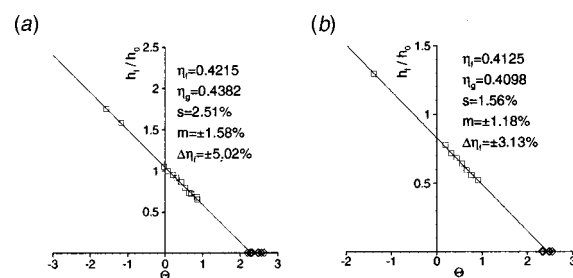 (a)
2.5
2
1.5
1
0.5
h_f / h_o
η_f=0.4215
η_g=0.4382
s=2.51%
m=±1.58%
Δη_f=±5.02%
-3 -2 -1 0 1 2 3
Θ
(b)
1.5
1
0.5
h_f / h_o
η_f=0.4125
η_g=0.4098
s=1.56%
m=±1.18%
Δη_f=±3.13%
-2 -1 0 1 2 3
Θ